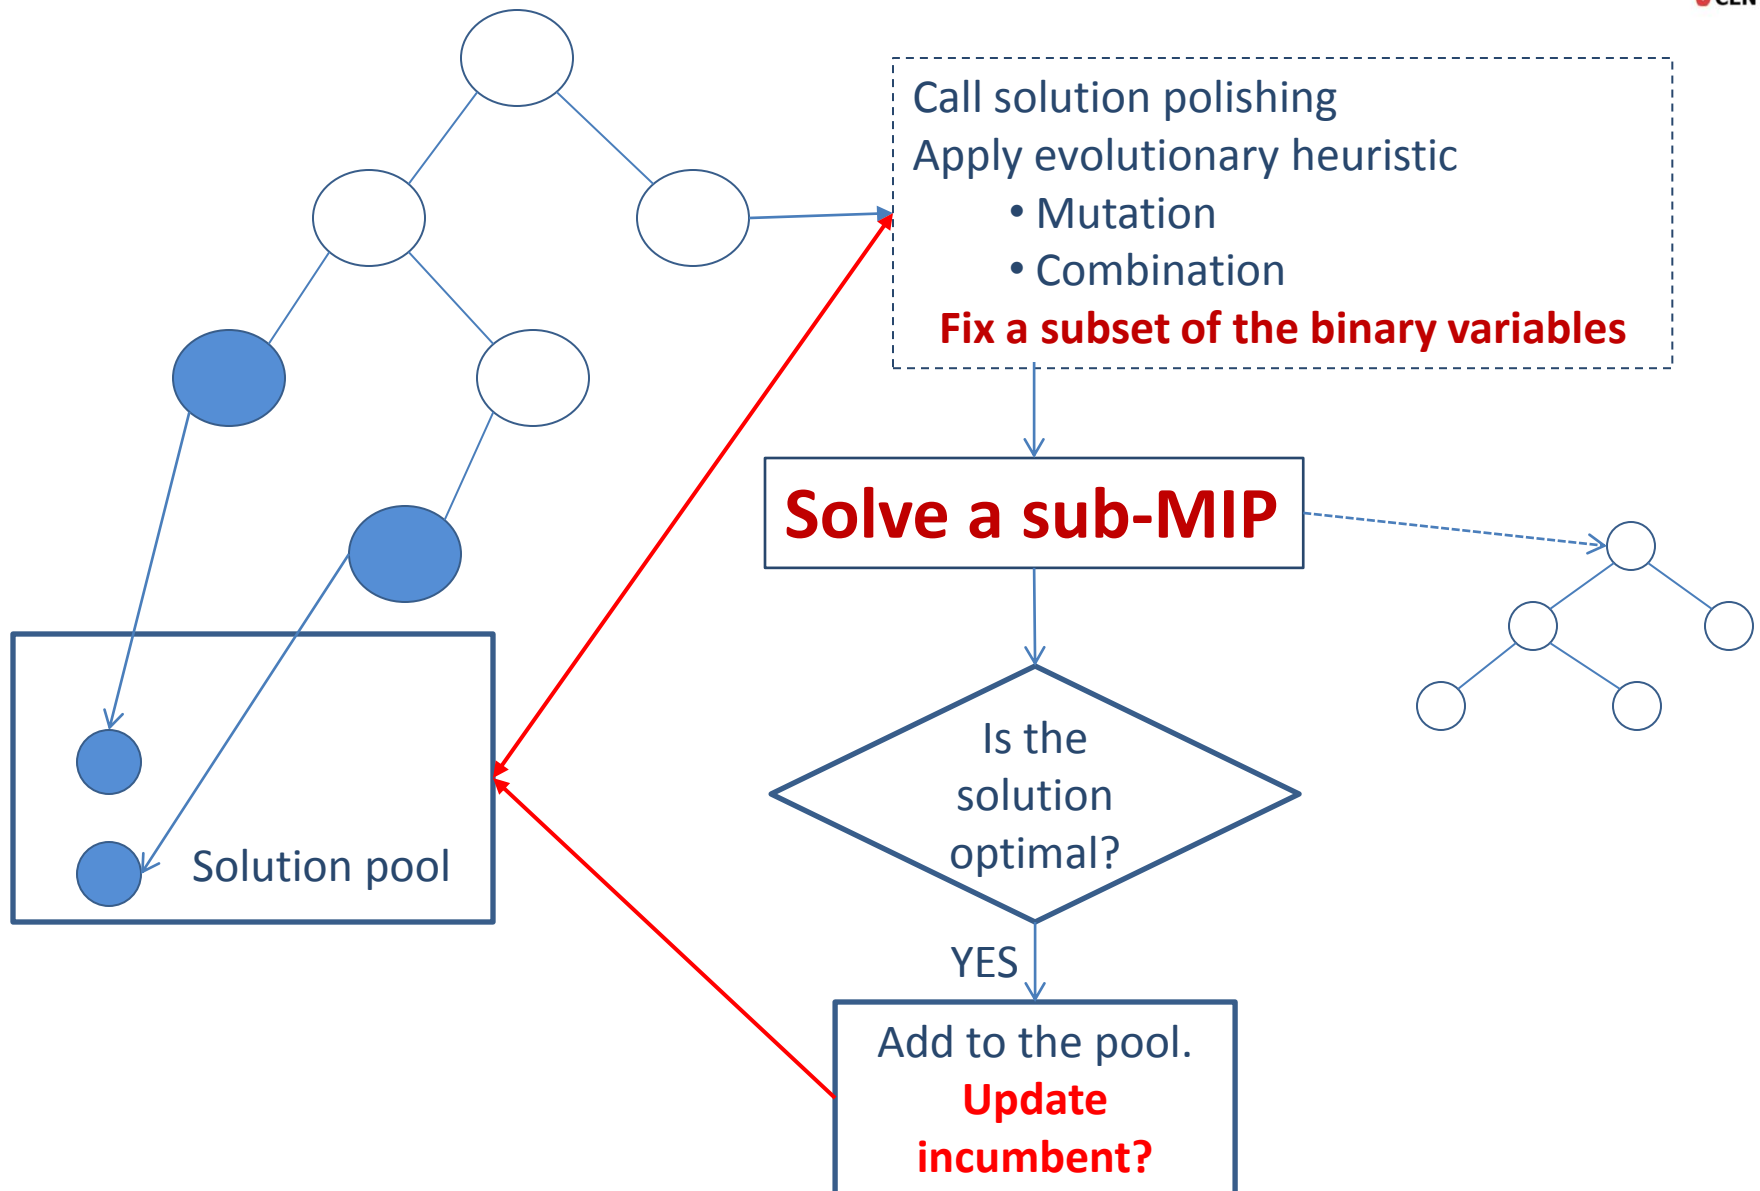 Call solution polishing
Apply evolutionary heuristic
• Mutation
• Combination
Fix a subset of the binary variables
Solve a sub-MIP
Is the
solution
optimal?
Solution pool
YES
Add to the pool.
Update
incumbent?